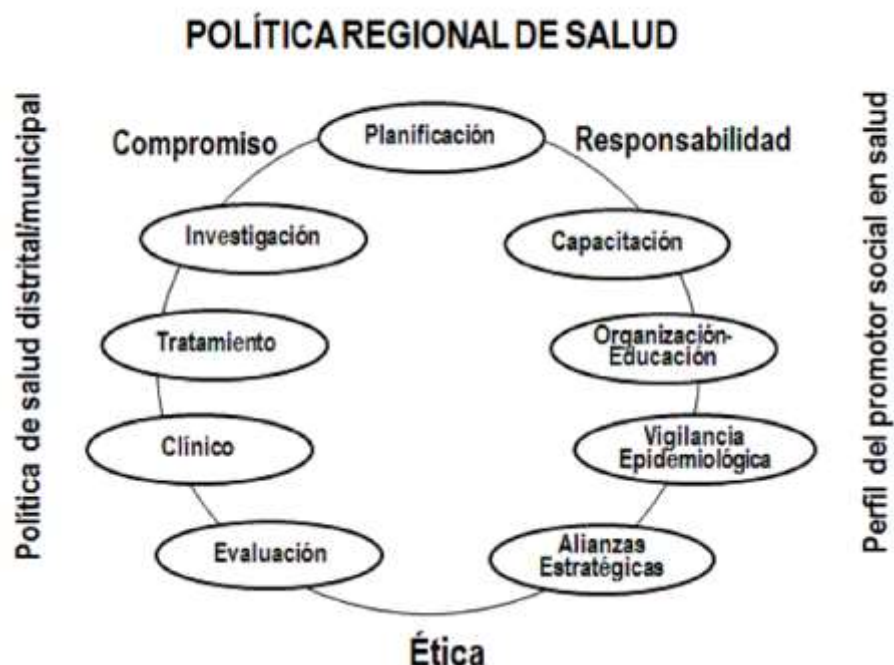 POLÍTICA REGIONAL DE SALUD
Política de salud distrital/municipal
Compromiso
Planificación
Responsabilidad
Perfil del promotor social en salud
Investigación
Capacitación
Tratamiento
Organización-
Educación
Clínico
Vigilancia
Epidemiológica
Evaluación
Alianzas
Estratégicas
Ética